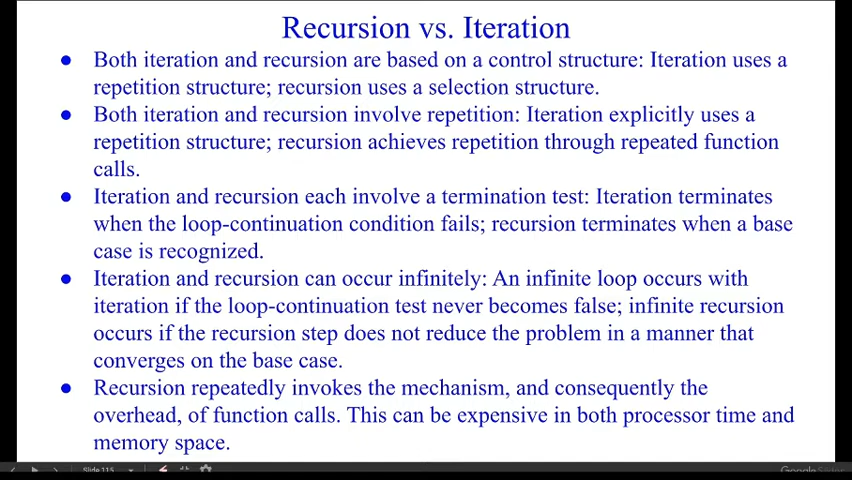 Recursion vs. Iteration
● Both iteration and recursion are based on a control structure: Iteration uses a
repetition structure; recursion uses a selection structure.
● Both iteration and recursion involve repetition: Iteration explicitly uses a
repetition structure; recursion achieves repetition through repeated function
calls.
● Iteration and recursion each involve a termination test: Iteration terminates
when the loop-continuation condition fails; recursion terminates when a base
case is recognized.
● Iteration and recursion can occur infinitely: An infinite loop occurs with
iteration if the loop-continuation test never becomes false; infinite recursion
occurs if the recursion step does not reduce the problem in a manner that
converges on the base case.
● Recursion repeatedly invokes the mechanism, and consequently the
overhead, of function calls. This can be expensive in both processor time and
memory space.
Slide 115
Google Slides